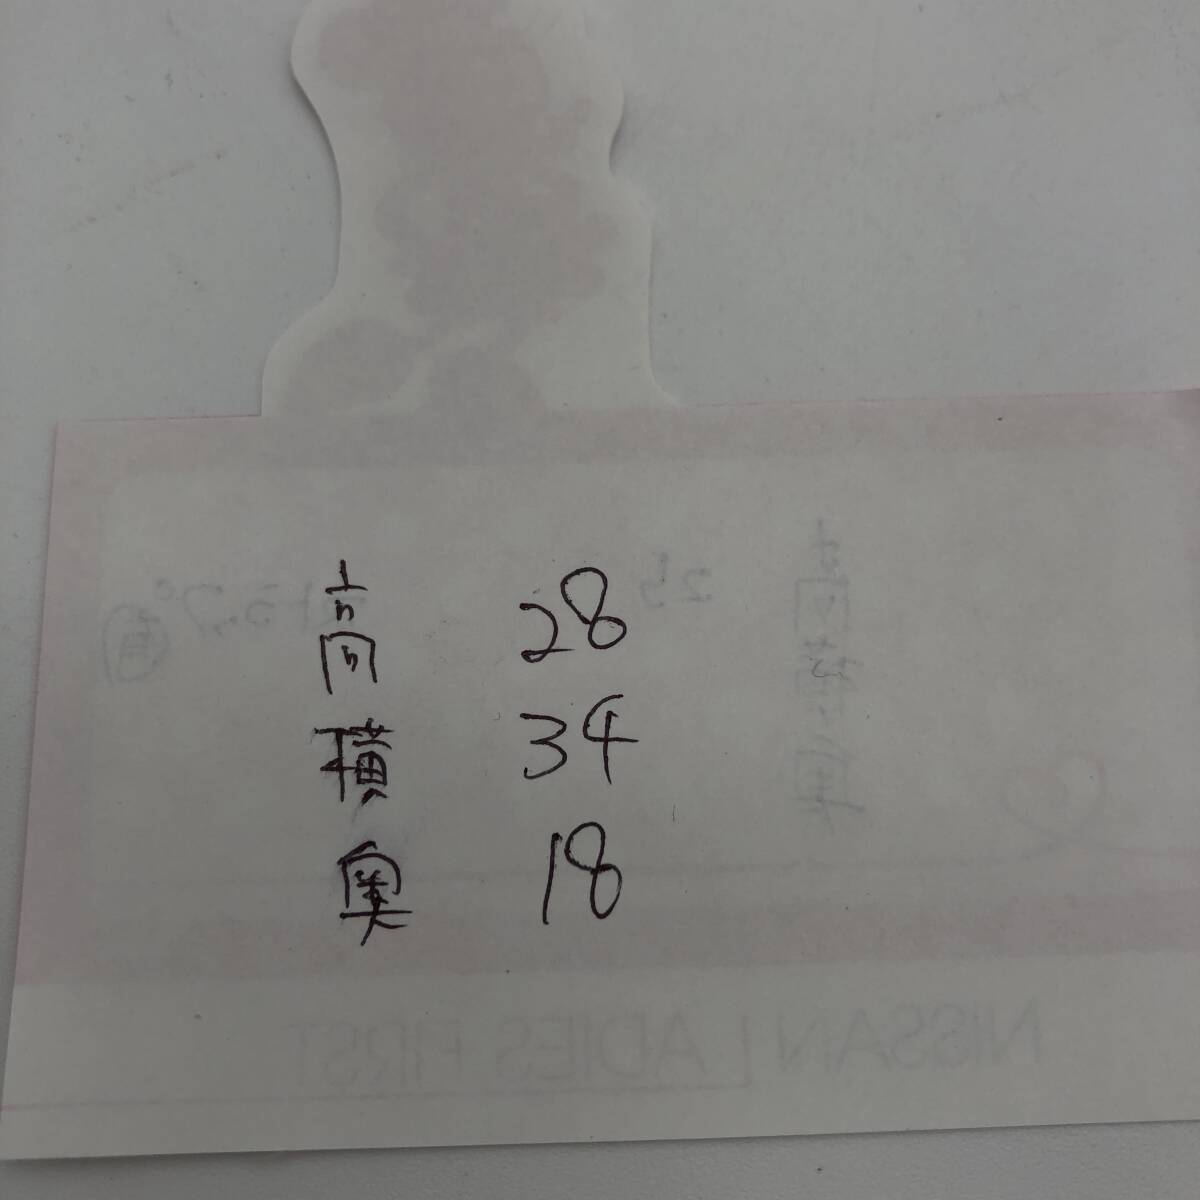 高 28
横 34
奥 18
NISSAN LADIES FIRST